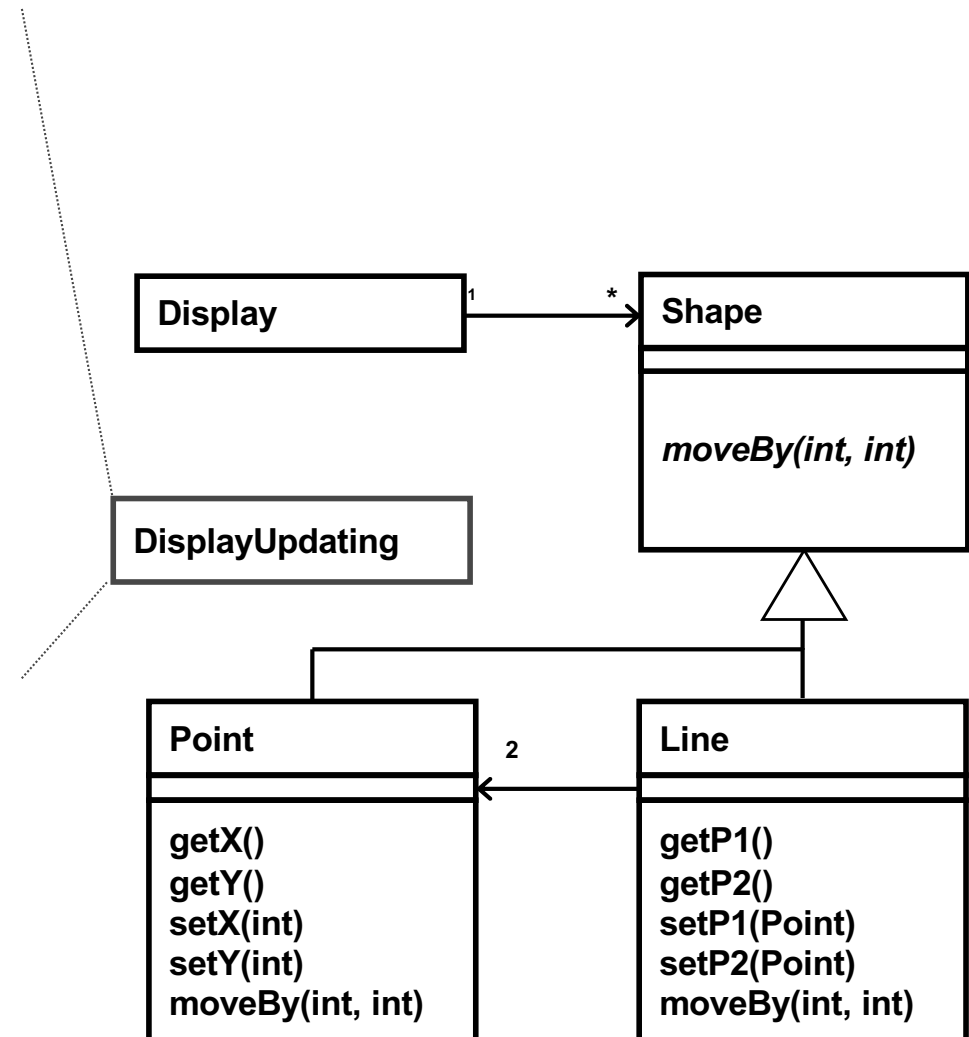 Display
1
*
Shape
moveBy(int, int)
DisplayUpdating
Point
2
Line
getX()
getY()
setX(int)
setY(int)
moveBy(int, int)
getP1()
getP2()
setP1(Point)
setP2(Point)
moveBy(int, int)